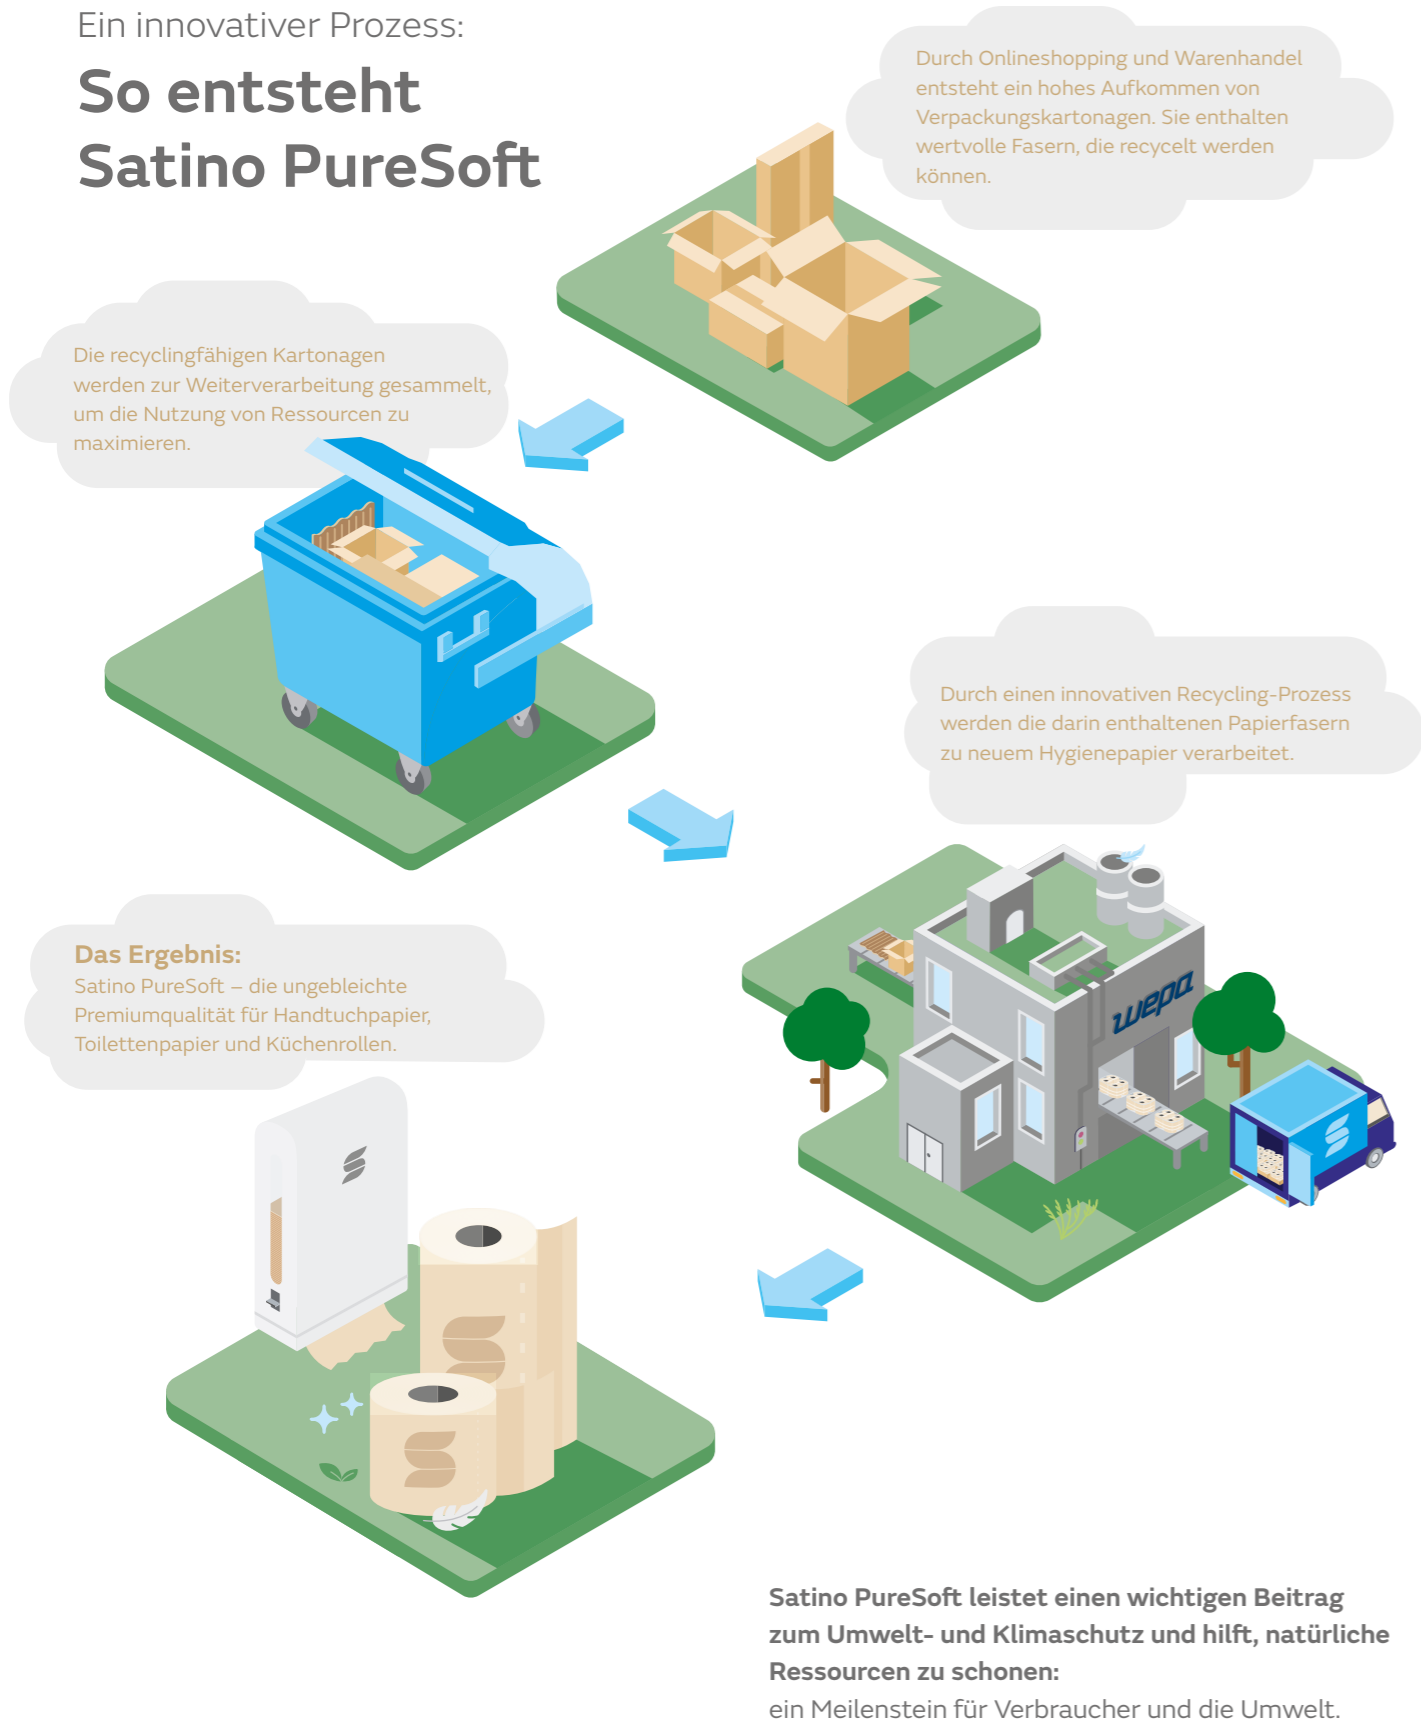 Ein innovativer Prozess:
So entsteht
Satino PureSoft
Durch Onlineshopping und Warenhandel
entsteht ein hohes Aufkommen von
Verpackungskartonagen. Sie enthalten
wertvolle Fasern, die recycelt werden
können.
Die recyclingfähigen Kartonagen
werden zur Weiterverarbeitung gesammelt,
um die Nutzung von Ressourcen zu
maximieren.
Durch einen innovativen Recycling-Prozess
werden die darin enthaltenen Papierfasern
zu neuem Hygienepapier verarbeitet.
wepa
Das Ergebnis:
Satino PureSoft – die ungebleichte
Premiumqualität für Handtuchpapier,
Toilettenpapier und Küchenrollen.
Satino PureSoft leistet einen wichtigen Beitrag
zum Umwelt- und Klimaschutz und hilft, natürliche
Ressourcen zu schonen:
ein Meilenstein für Verbraucher und die Umwelt.